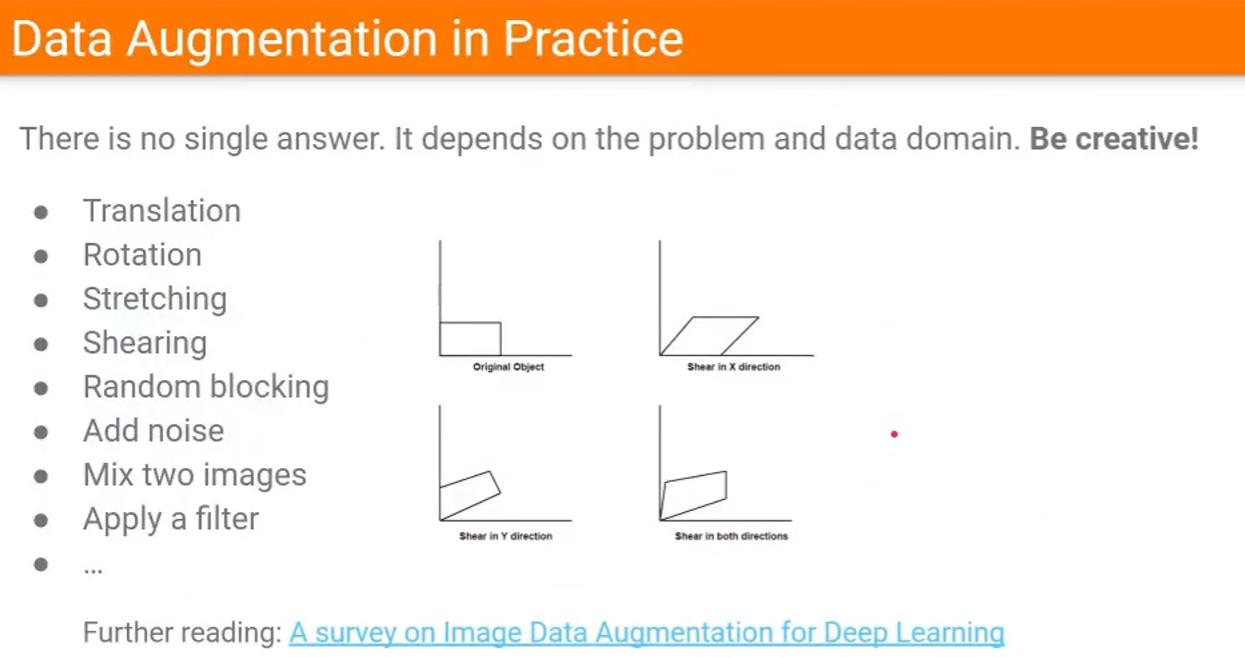 Data Augmentation in Practice
There is no single answer. It depends on the problem and data domain. Be creative!
● Translation
● Rotation
● Stretching
● Shearing
● Random blocking
● Add noise
● Mix two images
● Apply a filter
● ...
Original Object
Shear in X direction
Shear in Y direction
Shear in both directions
Further reading: A survey on Image Data Augmentation for Deep Learning